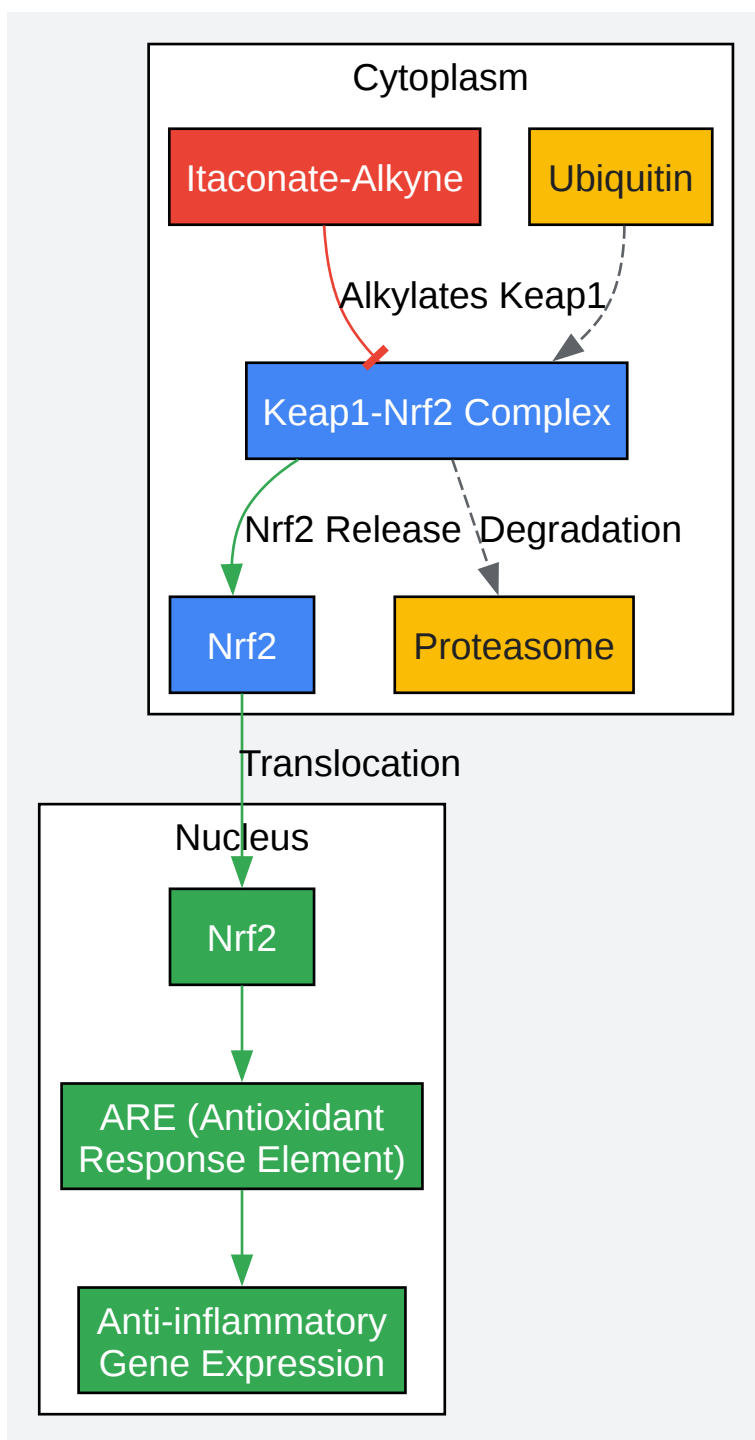 Cytoplasm
Itaconate-Alkyne
Ubiquitin
Alkylates Keap1
Keap1-Nrf2 Complex
Nrf2 Release
Degradation
Nrf2
Proteasome
Translocation
Nucleus
Nrf2
ARE (Antioxidant
Response Element)
Anti-inflammatory
Gene Expression